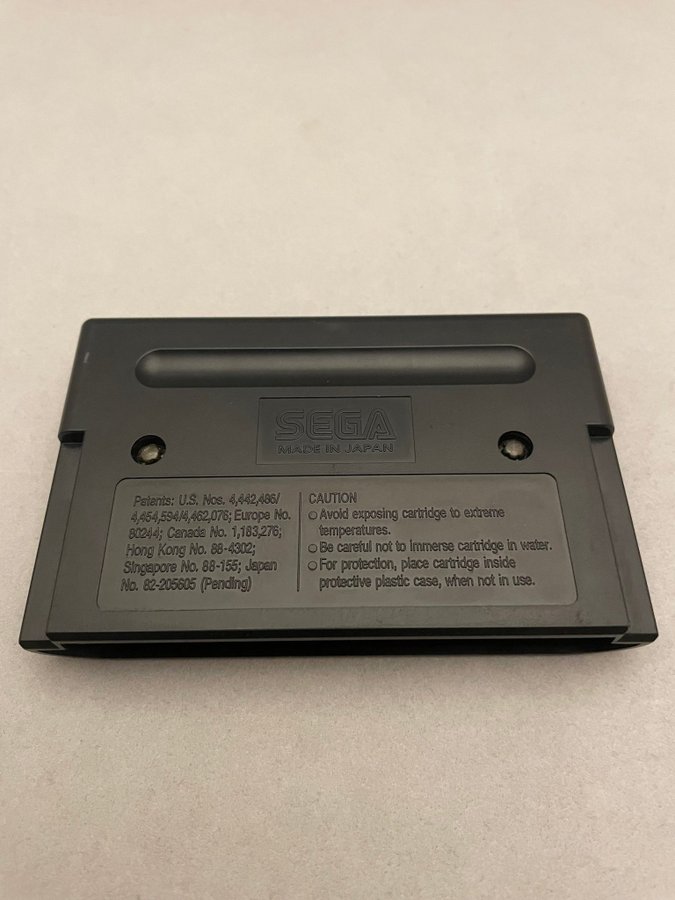 SEGA
MADE IN JAPAN
Patents: U.S. Nos. 4,442,486/
4,454,594/4,462,076; Europe No.
80244; Canada No. 1,183,276;
Hong Kong No. 88-4302;
Singapore No. 88-155; Japan
No. 82-205605 (Pending)
CAUTION
○ Avoid exposing cartridge to extreme
temperatures.
○ Be careful not to immerse cartridge in water.
○ For protection, place cartridge inside
protective plastic case, when not in use.